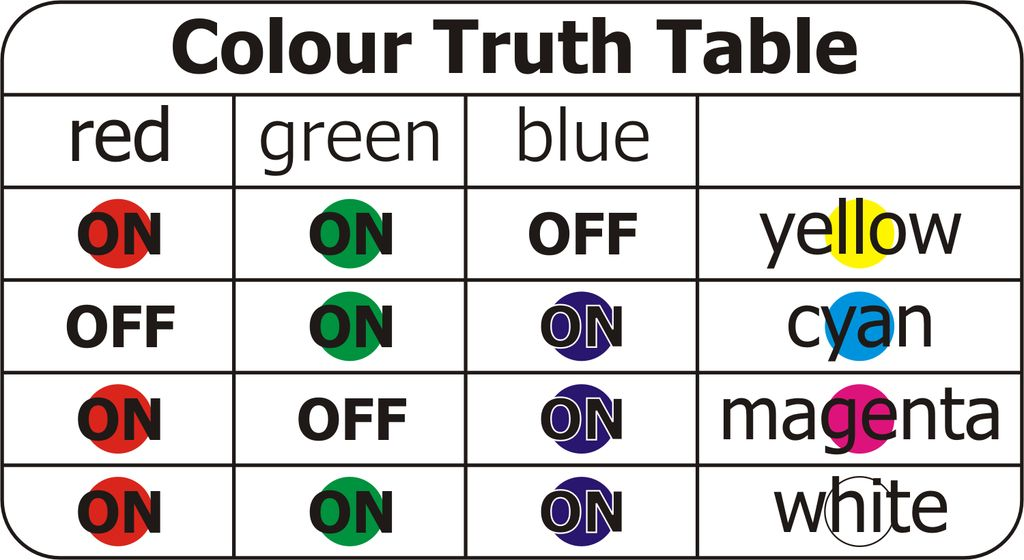 Colour Truth Table
red green blue
ON ON OFF yellow
OFF ON ON cyan
ON OFF ON magenta
ON ON ON white